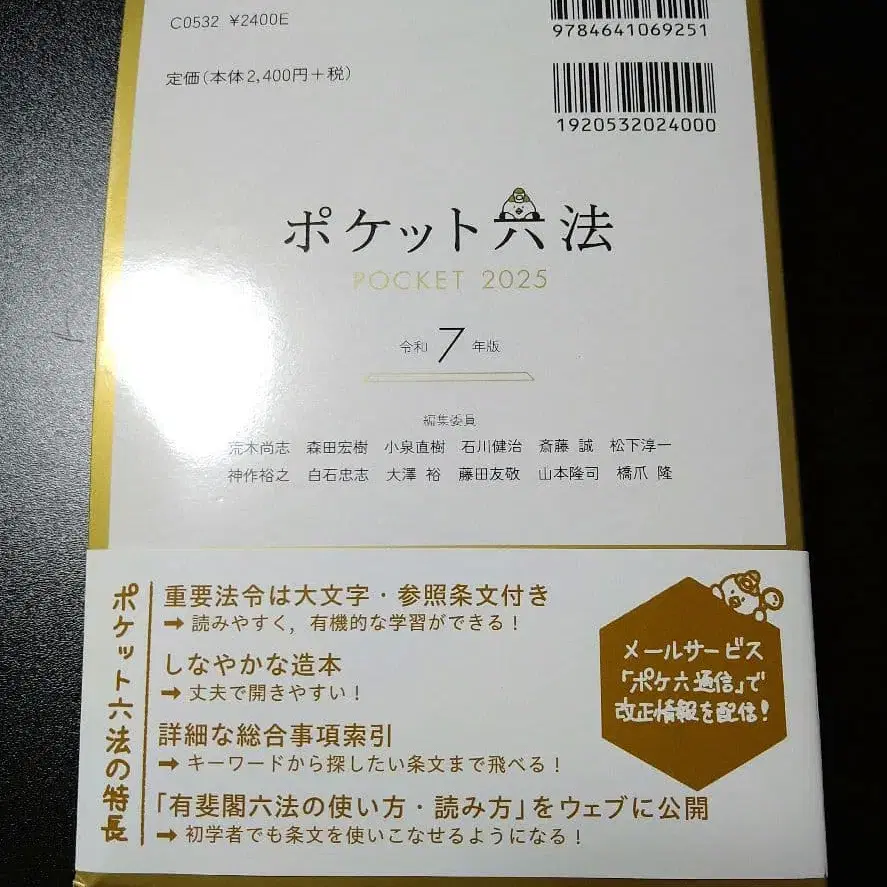 C0532 ¥2400E
9784641069251
定価(本体2,400円+税)
1920532024000
ポケット六法
POCKET 2025
令和7年版
編集委員
荒木尚志 森田宏樹 小泉直樹 石川健治 斎藤 誠 松下淳一
神作裕之 白石忠志 大澤 裕 藤田友敬 山本隆司 橋爪 隆
ポケット六法の特長
重要法令は大文字・参照条文付き
→ 読みやすく,有機的な学習ができる!
しなやかな造本
→ 丈夫で開きやすい!
詳細な総合事項索引
→ キーワードから探したい条文まで飛べる!
「有斐閣六法の使い方・読み方」をウェブに公開
→ 初学者でも条文を使いこなせるようになる!
メールサービス
「ポケ六通信」で
改正情報を配信!